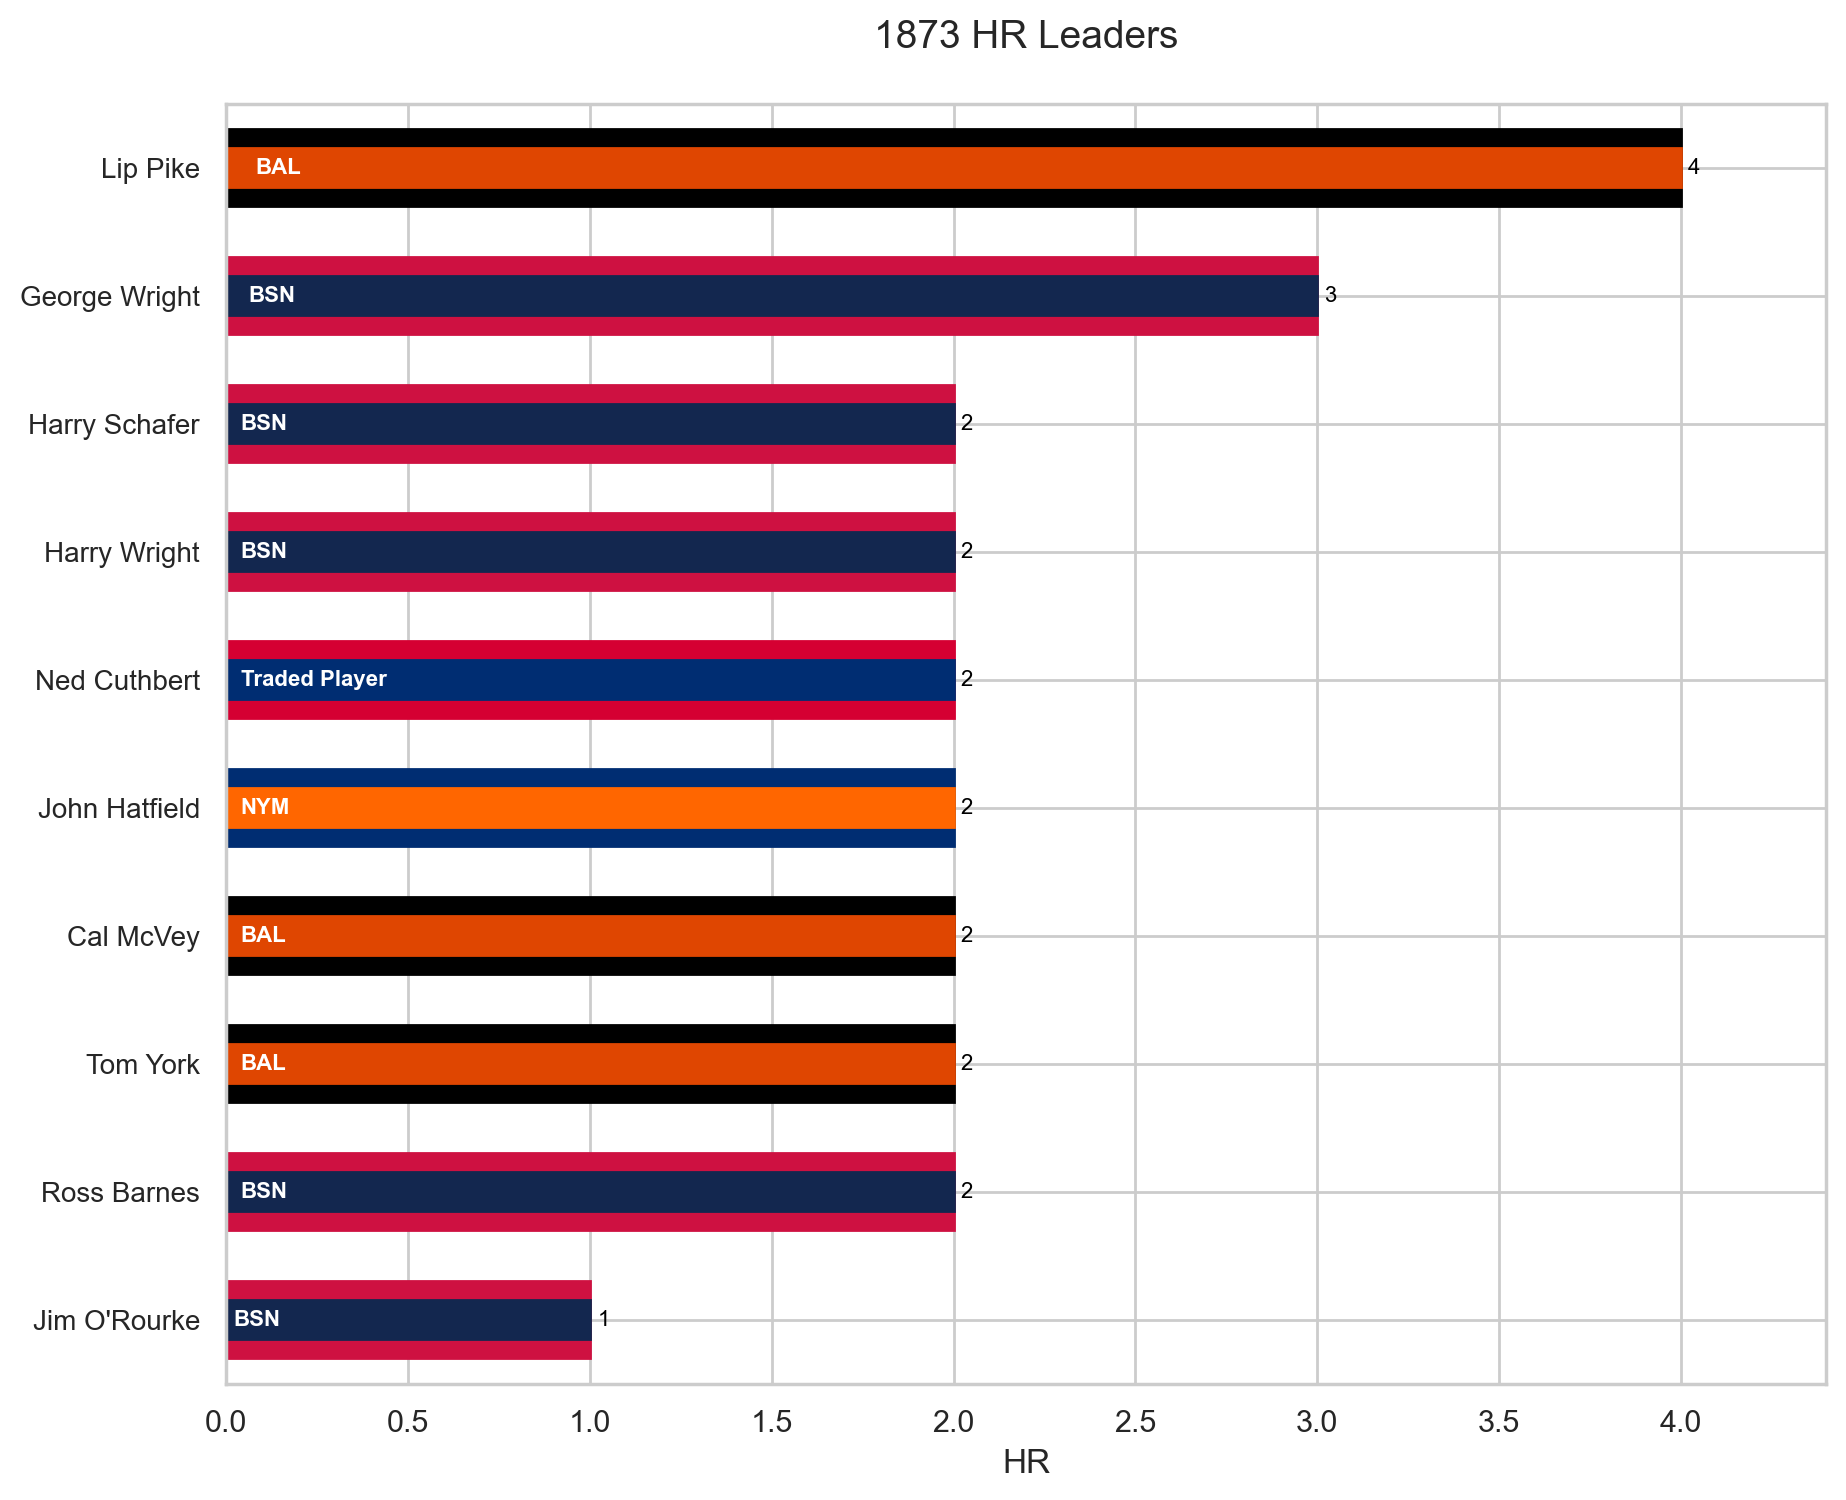 1873 HR Leaders
Lip Pike BAL 4
George Wright BSN 3
Harry Schafer BSN 2
Harry Wright BSN 2
Ned Cuthbert Traded Player 2
John Hatfield NYM 2
Cal McVey BAL 2
Tom York BAL 2
Ross Barnes BSN 2
Jim O'Rourke BSN 1
0.0 0.5 1.0 1.5 2.0 2.5 3.0 3.5 4.0
HR